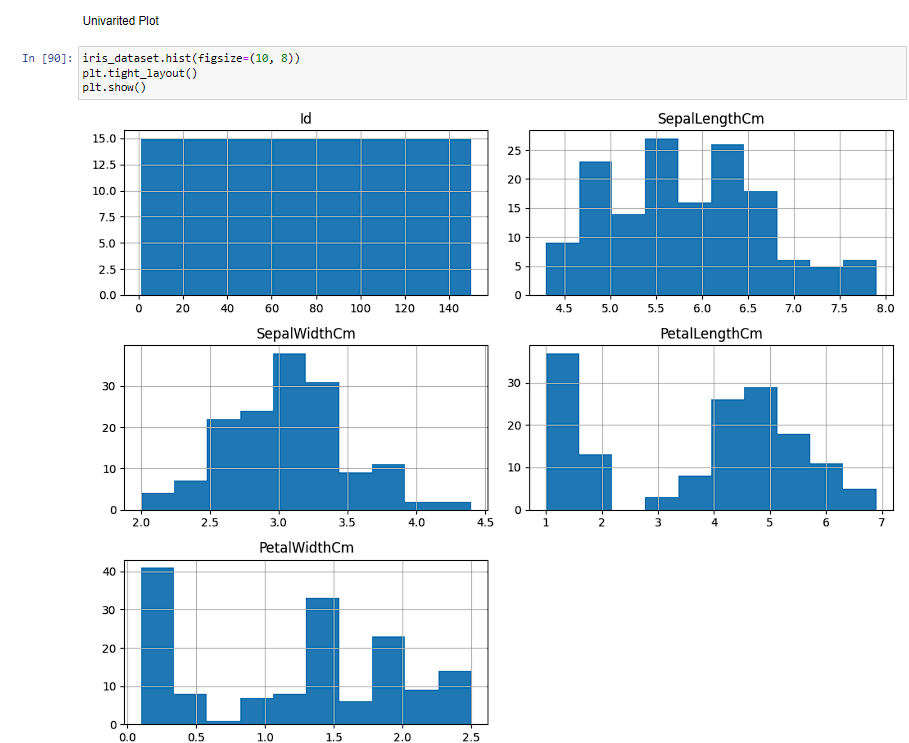 Univarited Plot
In [90]: iris_dataset.hist(figsize=(10, 8))
plt.tight_layout()
plt.show()
Id
15.0
12.5
10.0
7.5
5.0
2.5
0.0
0 20 40 60 80 100 120 140
SepalLengthCm
25
20
15
10
5
0
4.5 5.0 5.5 6.0 6.5 7.0 7.5 8.0
SepalWidthCm
30
20
10
0
2.0 2.5 3.0 3.5 4.0 4.5
PetalLengthCm
30
20
10
0
1 2 3 4 5 6 7
PetalWidthCm
40
30
20
10
0
0.0 0.5 1.0 1.5 2.0 2.5